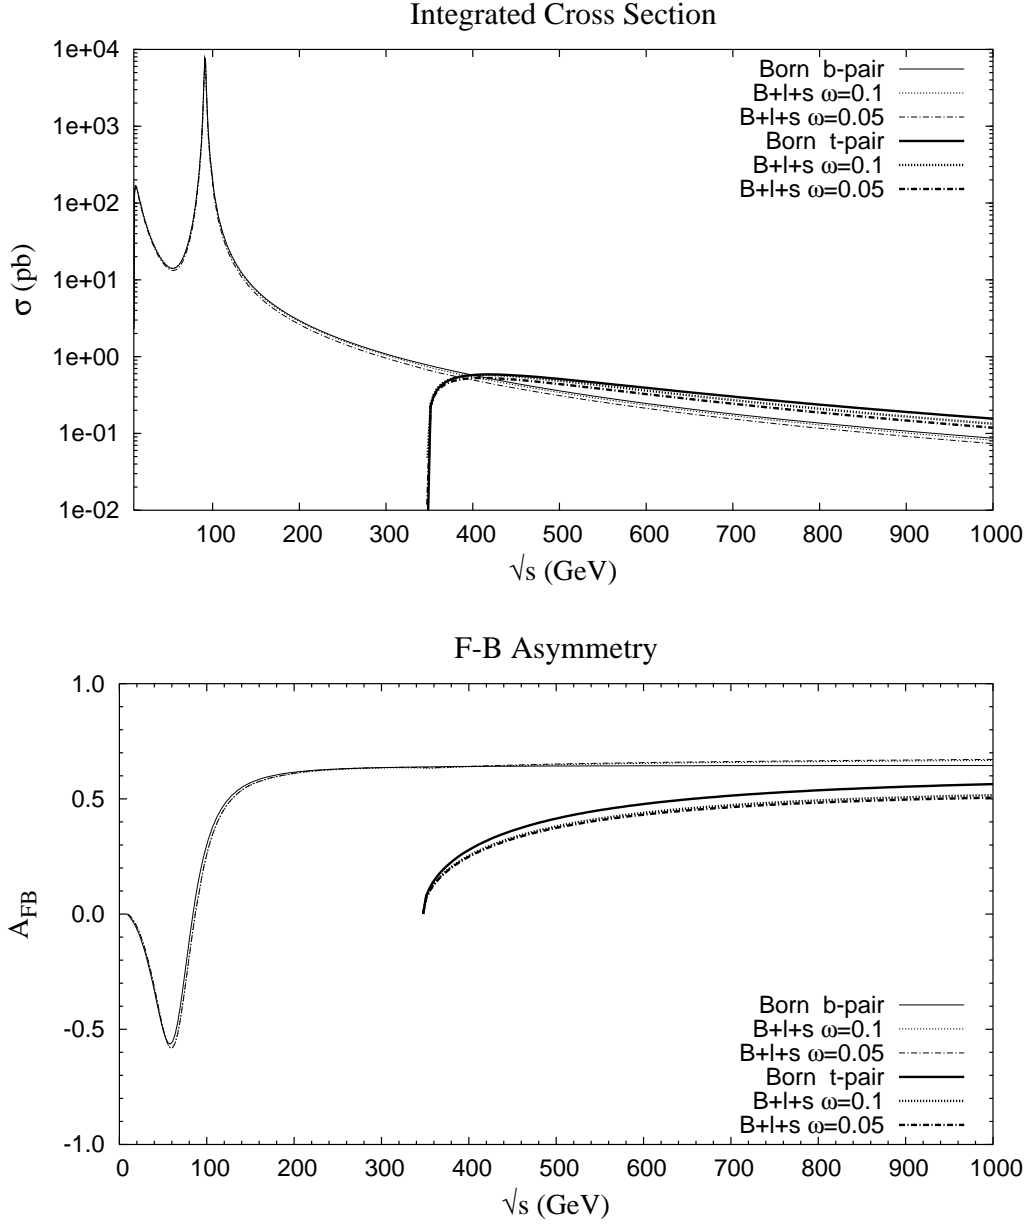 Integrated Cross Section
1e+04
1e+03
1e+02
1e+01
1e+00
1e-01
1e-02
σ (pb)
Born b-pair
B+l+s ω=0.1
B+l+s ω=0.05
Born t-pair
B+l+s ω=0.1
B+l+s ω=0.05
100 200 300 400 500 600 700 800 900 1000
√s (GeV)
F-B Asymmetry
1.0
0.5
0.0
-0.5
-1.0
A_FB
Born b-pair
B+l+s ω=0.1
B+l+s ω=0.05
Born t-pair
B+l+s ω=0.1
B+l+s ω=0.05
0 100 200 300 400 500 600 700 800 900 1000
√s (GeV)